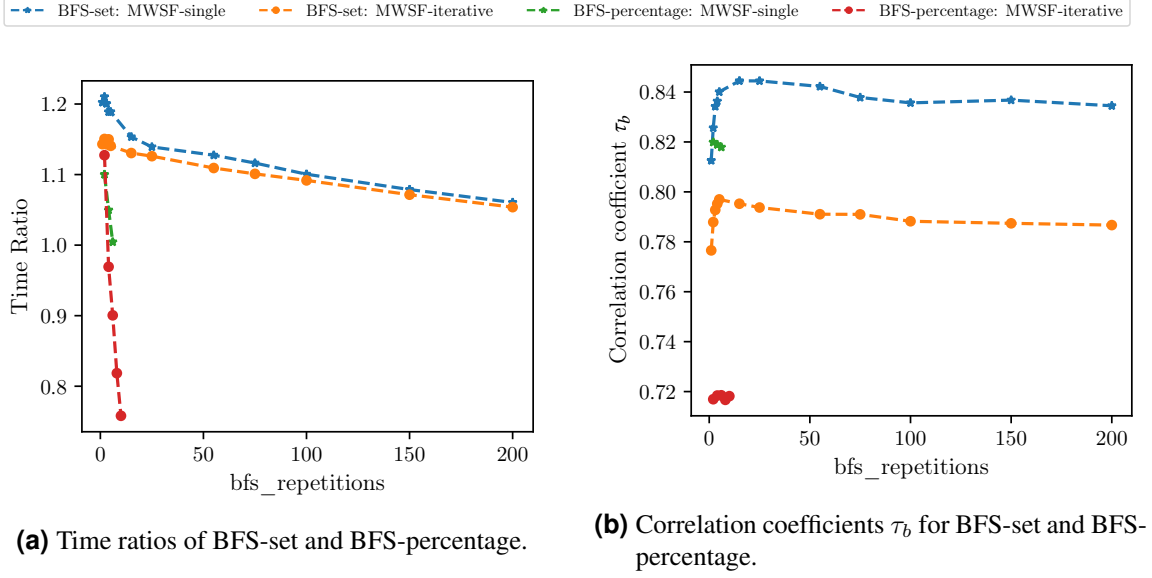 BFS-set: MWSF-single BFS-set: MWSF-iterative BFS-percentage: MWSF-single BFS-percentage: MWSF-iterative
1.2
1.1
1.0
0.9
0.8
Time Ratio
0 50 100 150 200
bfs_repetitions
(a) Time ratios of BFS-set and BFS-percentage.
0.84
0.82
0.80
0.78
0.76
0.74
0.72
Correlation coefficient τb
0 50 100 150 200
bfs_repetitions
(b) Correlation coefficients τb for BFS-set and BFS-
percentage.